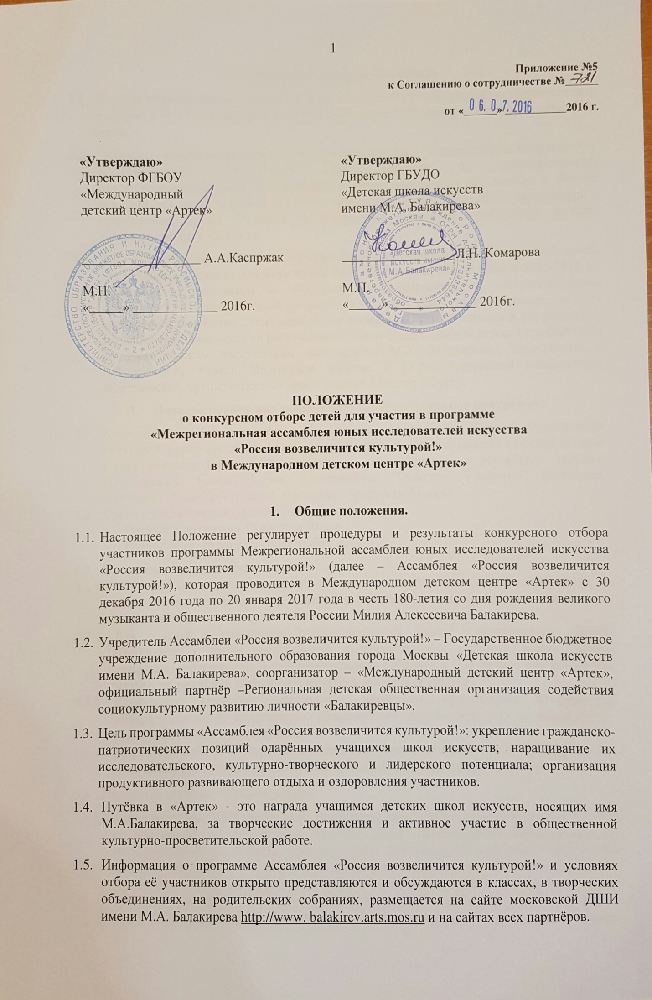 1
Приложение №5
к Соглашению о сотрудничестве № 721
от « 06. 0»7. 2016 2016 г.
«Утверждаю»
Директор ФГБОУ
«Международный
детский центр «Артек»
А.А.Каспржак
М.П.
«______» ______________ 2016г.
«Утверждаю»
Директор ГБУДО
«Детская школа искусств
имени М.А. Балакирева»
Л.Н. Комарова
М.П.
«______» ______________ 2016г.
МИНИСТЕРСТВО ОБРАЗОВАНИЯ И НАУКИ РОССИЙСКОЙ ФЕДЕРАЦИИ
«Детская школа
искусств имени
М.А.Балакирева»
ПОЛОЖЕНИЕ
о конкурсном отборе детей для участия в программе
«Межрегиональная ассамблея юных исследователей искусства
«Россия возвеличится культурой!»
в Международном детском центре «Артек»
1. Общие положения.
1.1. Настоящее Положение регулирует процедуры и результаты конкурсного отбора
участников программы Межрегиональной ассамблеи юных исследователей искусства
«Россия возвеличится культурой!» (далее – Ассамблея «Россия возвеличится
культурой!»), которая проводится в Международном детском центре «Артек» с 30
декабря 2016 года по 20 января 2017 года в честь 180-летия со дня рождения великого
музыканта и общественного деятеля России Милия Алексеевича Балакирева.
1.2. Учредитель Ассамблеи «Россия возвеличится культурой!» – Государственное бюджетное
учреждение дополнительного образования города Москвы «Детская школа искусств
имени М.А. Балакирева», соорганизатор – «Международный детский центр «Артек»,
официальный партнёр –Региональная детская общественная организация содействия
социокультурному развитию личности «Балакиревцы».
1.3. Цель программы «Ассамблея «Россия возвеличится культурой!»: укрепление гражданско-
патриотических позиций одарённых учащихся школ искусств; наращивание их
исследовательского, культурно-творческого и лидерского потенциала; организация
продуктивного развивающего отдыха и оздоровления участников.
1.4. Путёвка в «Артек» - это награда учащимся детских школ искусств, носящих имя
М.А.Балакирева, за творческие достижения и активное участие в общественной
культурно-просветительской работе.
1.5. Информация о программе Ассамблея «Россия возвеличится культурой!» и условиях
отбора её участников открыто представляются и обсуждаются в классах, в творческих
объединениях, на родительских собраниях, размещается на сайте московской ДШИ
имени М.А. Балакирева http://www. balakirev.arts.mos.ru и на сайтах всех партнёров.